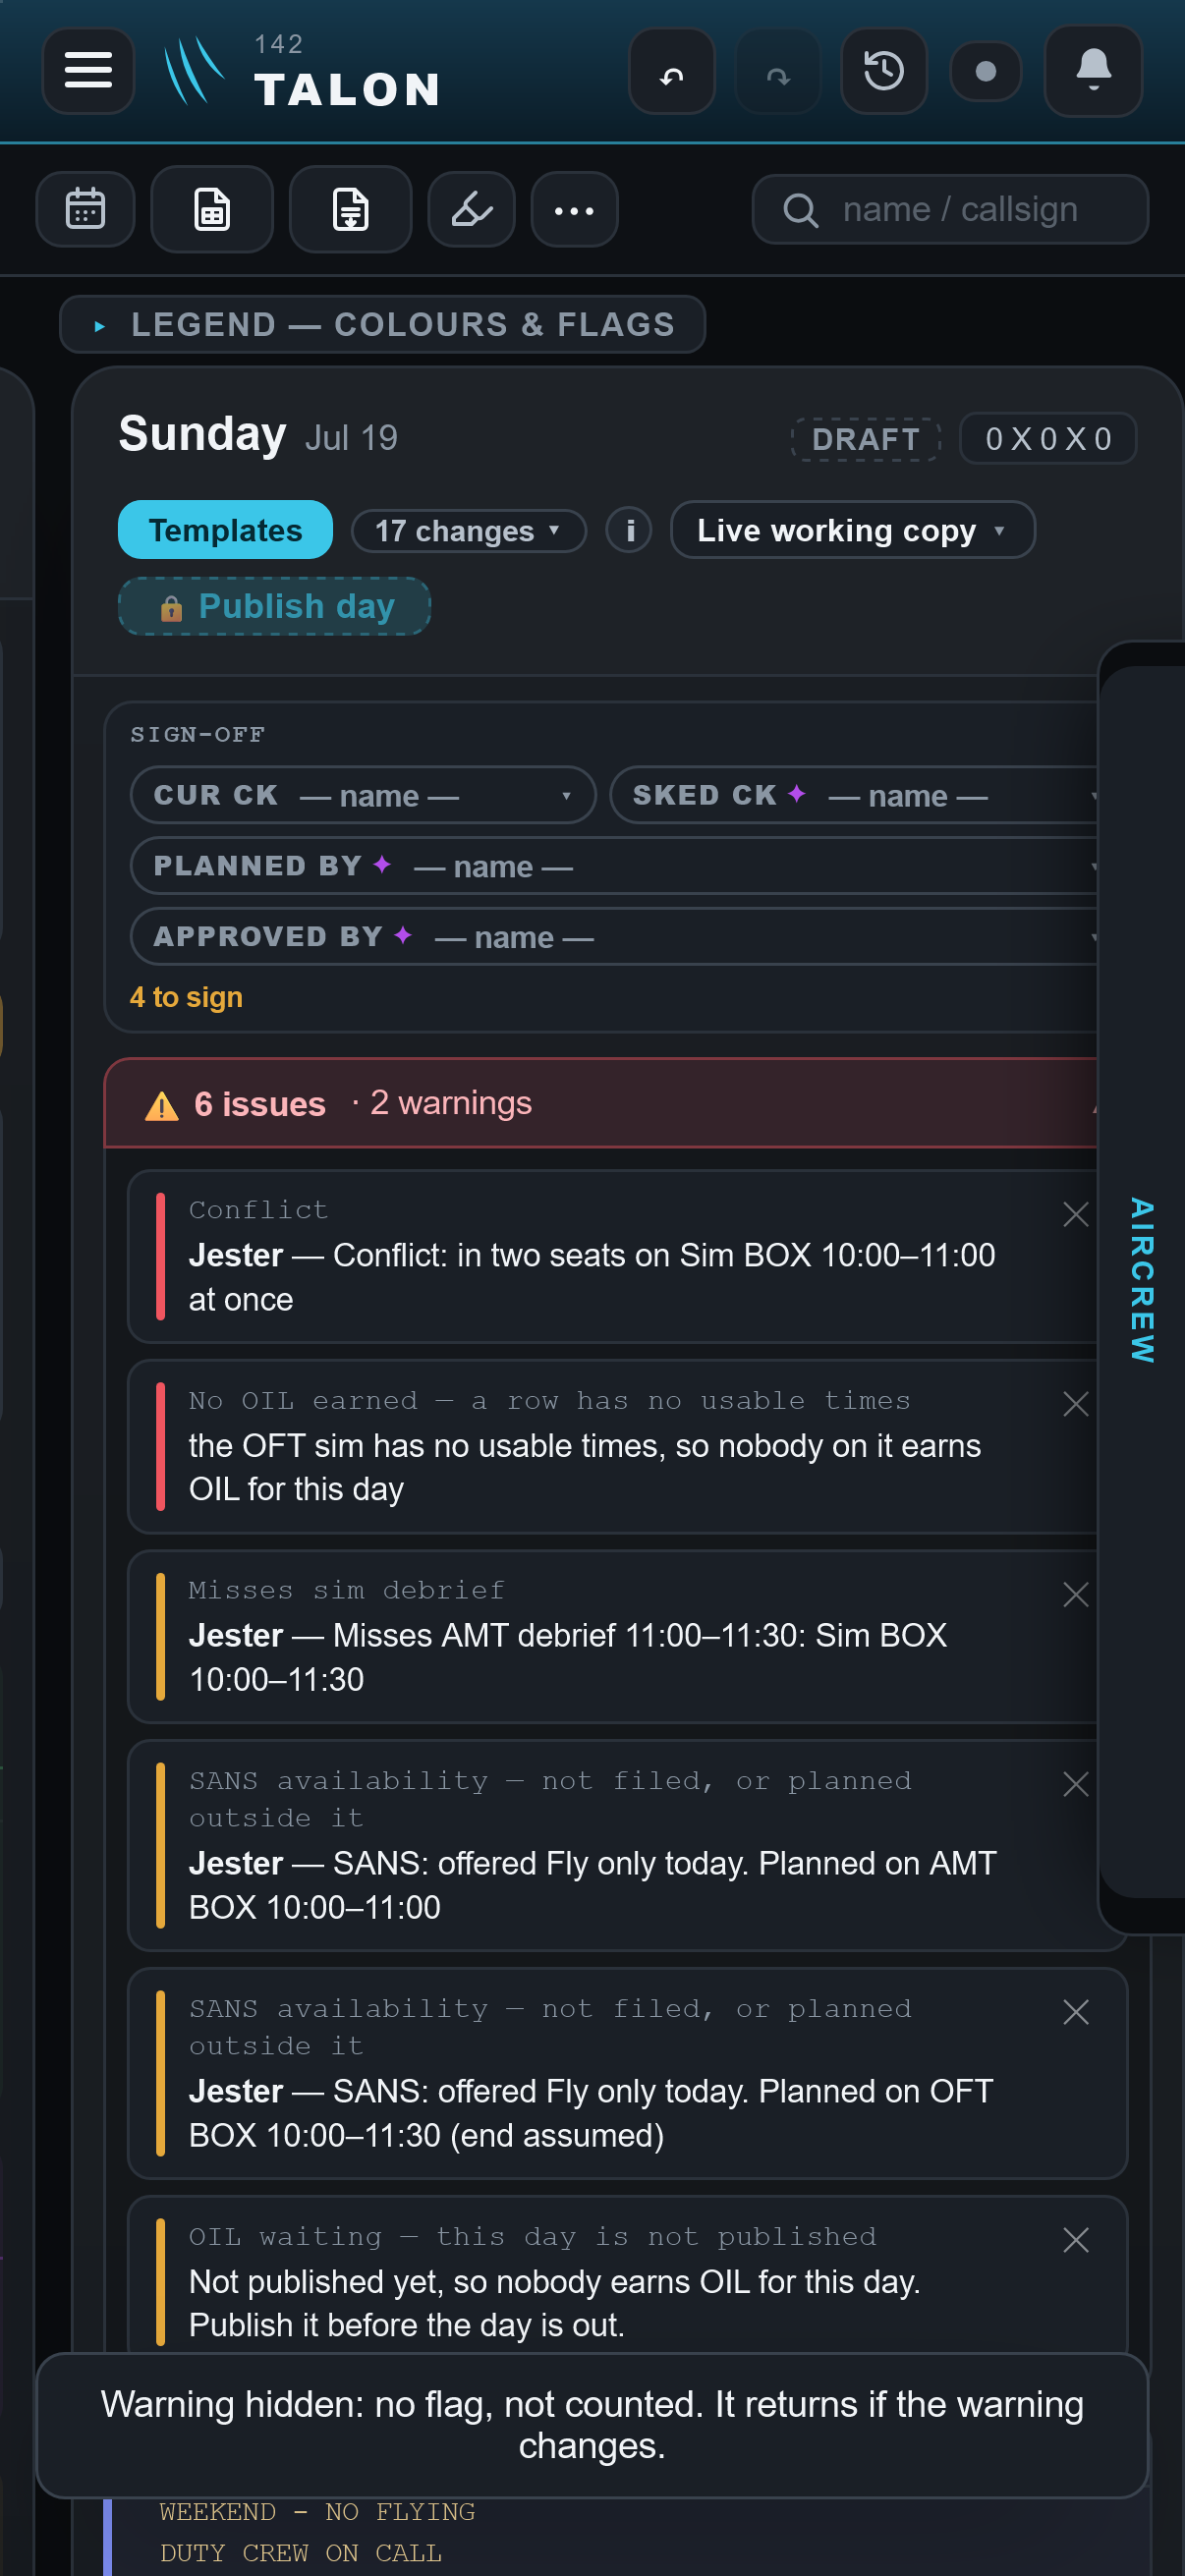 142
TALON
name / callsign
LEGEND — COLOURS & FLAGS
Sunday Jul 19 DRAFT 0 X 0 X 0
Templates 17 changes i Live working copy
Publish day
SIGN-OFF
CUR CK — name — SKED CK — name —
PLANNED BY — name —
APPROVED BY — name —
4 to sign
6 issues · 2 warnings
Conflict
Jester — Conflict: in two seats on Sim BOX 10:00–11:00
at once
No OIL earned — a row has no usable times
the OFT sim has no usable times, so nobody on it earns
OIL for this day
Misses sim debrief
Jester — Misses AMT debrief 11:00–11:30: Sim BOX
10:00–11:30
SANS availability — not filed, or planned
outside it
Jester — SANS: offered Fly only today. Planned on AMT
BOX 10:00–11:00
SANS availability — not filed, or planned
outside it
Jester — SANS: offered Fly only today. Planned on OFT
BOX 10:00–11:30 (end assumed)
OIL waiting — this day is not published
Not published yet, so nobody earns OIL for this day.
Publish it before the day is out.
AIRCREW
Warning hidden: no flag, not counted. It returns if the warning
changes.
WEEKEND - NO FLYING
DUTY CREW ON CALL